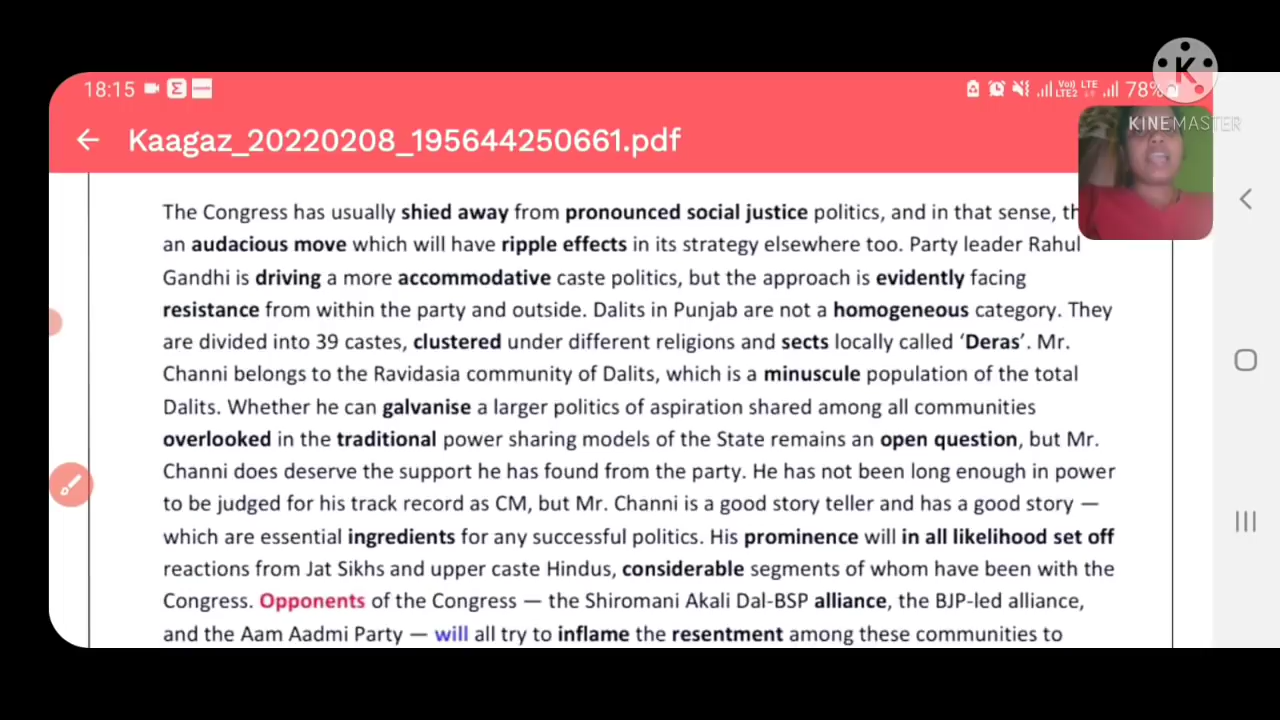 18:15 Σ Voi) LTE LTE2 78%
K
KINEMASTER
Kaagaz_20220208_195644250661.pdf
The Congress has usually shied away from pronounced social justice politics, and in that sense, th
an audacious move which will have ripple effects in its strategy elsewhere too. Party leader Rahul
Gandhi is driving a more accommodative caste politics, but the approach is evidently facing
resistance from within the party and outside. Dalits in Punjab are not a homogeneous category. They
are divided into 39 castes, clustered under different religions and sects locally called ‘Deras’. Mr.
Channi belongs to the Ravidasia community of Dalits, which is a minuscule population of the total
Dalits. Whether he can galvanise a larger politics of aspiration shared among all communities
overlooked in the traditional power sharing models of the State remains an open question, but Mr.
Channi does deserve the support he has found from the party. He has not been long enough in power
to be judged for his track record as CM, but Mr. Channi is a good story teller and has a good story —
which are essential ingredients for any successful politics. His prominence will in all likelihood set off
reactions from Jat Sikhs and upper caste Hindus, considerable segments of whom have been with the
Congress. Opponents of the Congress — the Shiromani Akali Dal-BSP alliance, the BJP-led alliance,
and the Aam Aadmi Party — will all try to inflame the resentment among these communities to